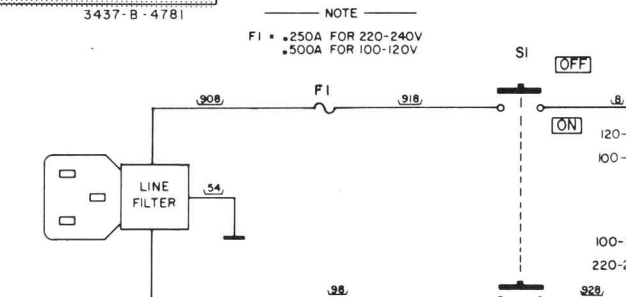 3437-B-4781
NOTE
F1 = .250A FOR 220-240V
.500A FOR 100-120V
S1
OFF
F1
908
918
8
ON
120-
100-
LINE
FILTER
54
100-
220-2
98
928